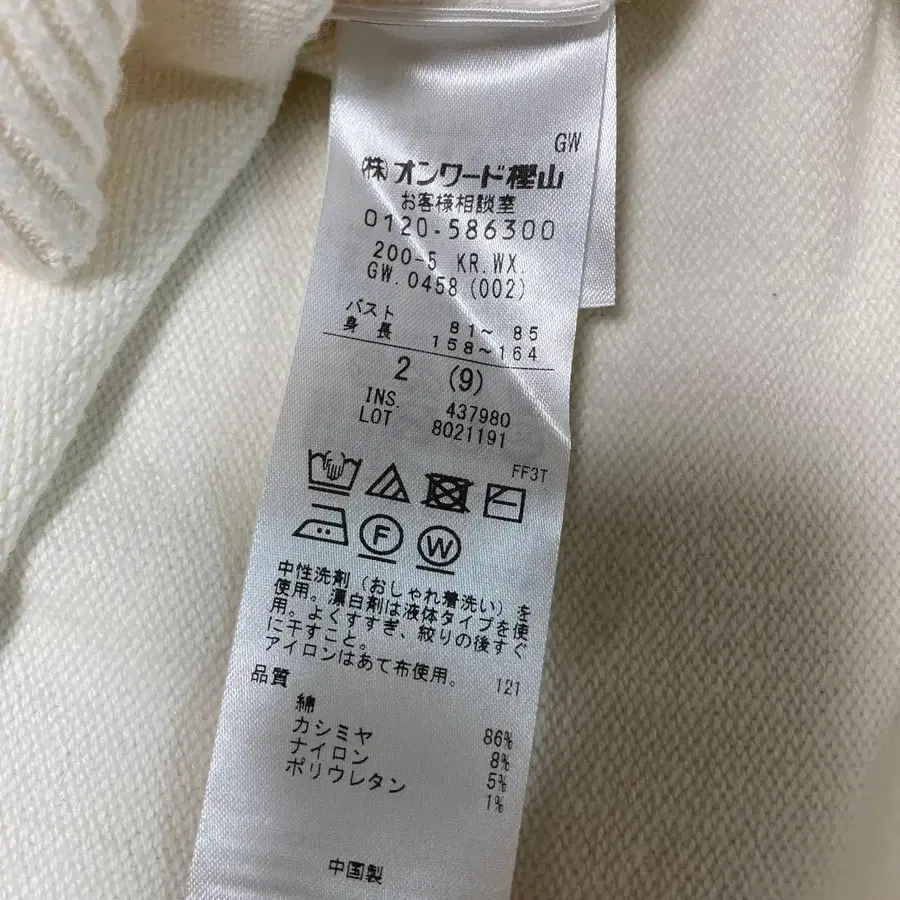 GW
㈱オンワード樫山
お客様相談室
0120-586300
200-5 KR.WX.
GW.0458(002)
バスト 81～ 85
身長 158～164
2 (9)
INS. 437980
LOT 8021191
FF3T
F W
中性洗剤(おしゃれ着洗い)を
使用。漂白剤は液体タイプを使
用。よくすすぎ、絞りの後すぐ
に干すこと。
アイロンはあて布使用。 121
品質
綿 86%
カシミヤ 8%
ナイロン 5%
ポリウレタン 1%
中国製